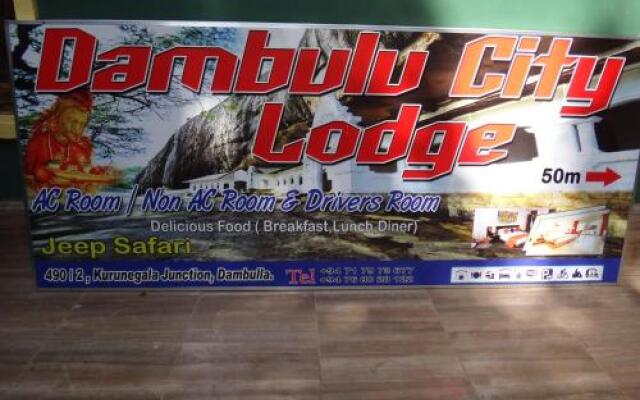 Dambulu City
Lodge
50m
AC Room / Non AC Room & Drivers Room
Delicious Food ( Breakfast,Lunch,Diner)
Jeep Safari
490 / 2 , Kurunegala Junction, Dambulla.
Tel